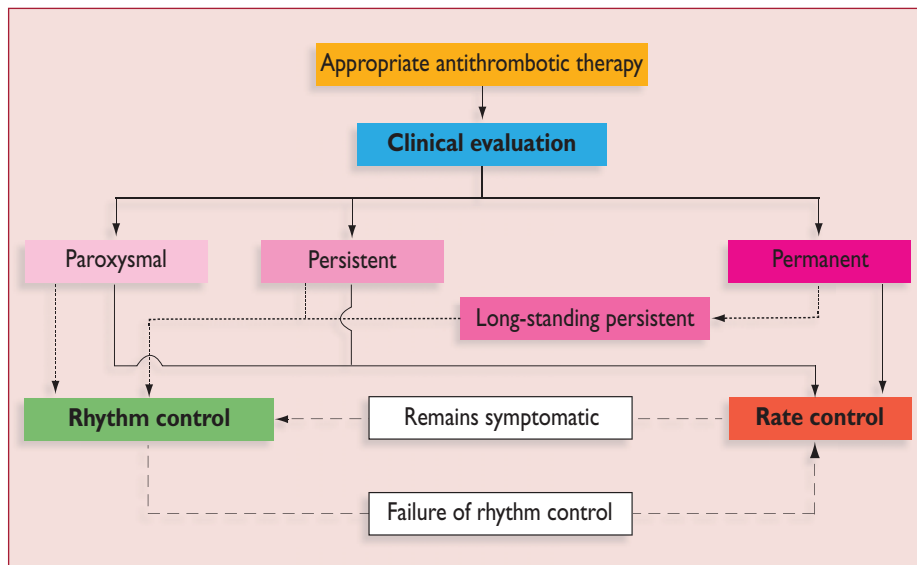 Appropriate antithrombotic therapy
Clinical evaluation
Paroxysmal
Persistent
Permanent
Long-standing persistent
Rhythm control
Remains symptomatic
Rate control
Failure of rhythm control